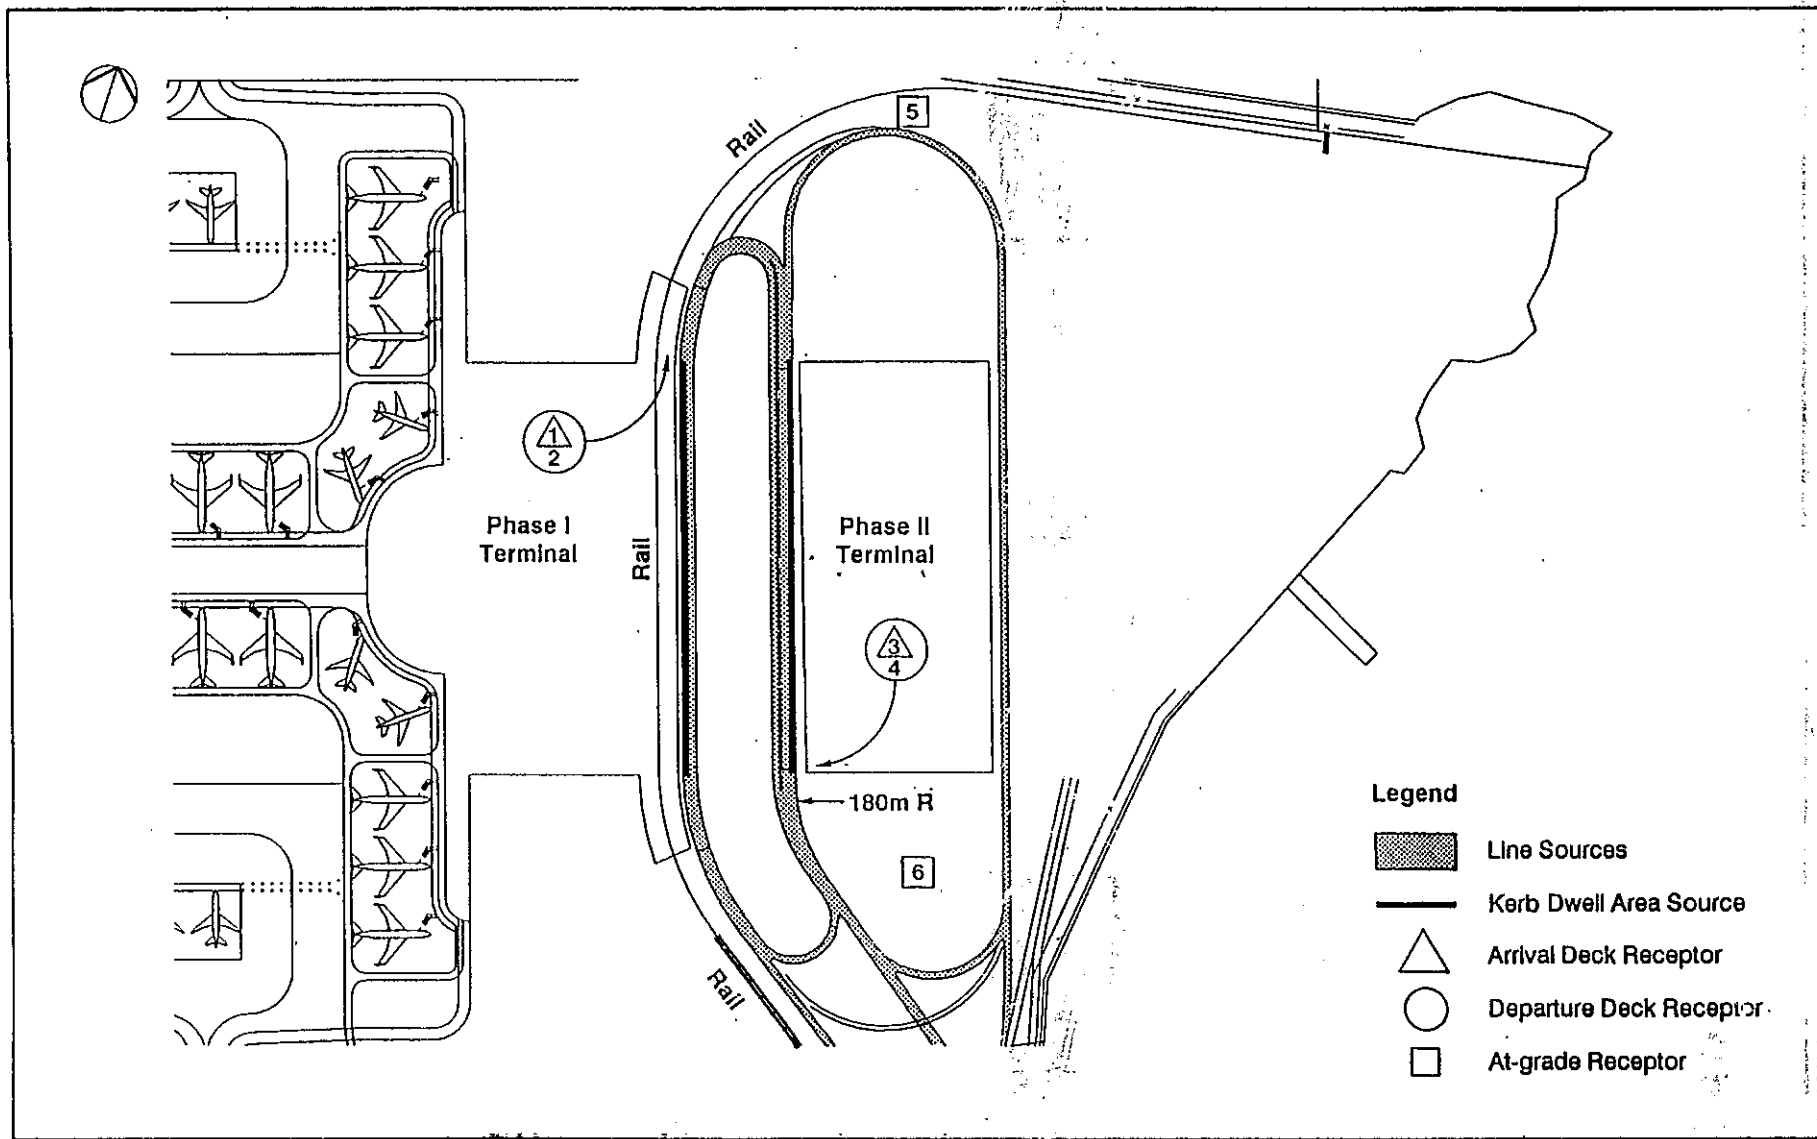 5
Rail
1
2
Phase I
Terminal
Rail
Phase II
Terminal
3
4
180m R
6
Rail
Legend
Line Sources
Kerb Dwell Area Source
Arrival Deck Receptor
Departure Deck Receptor
At-grade Receptor